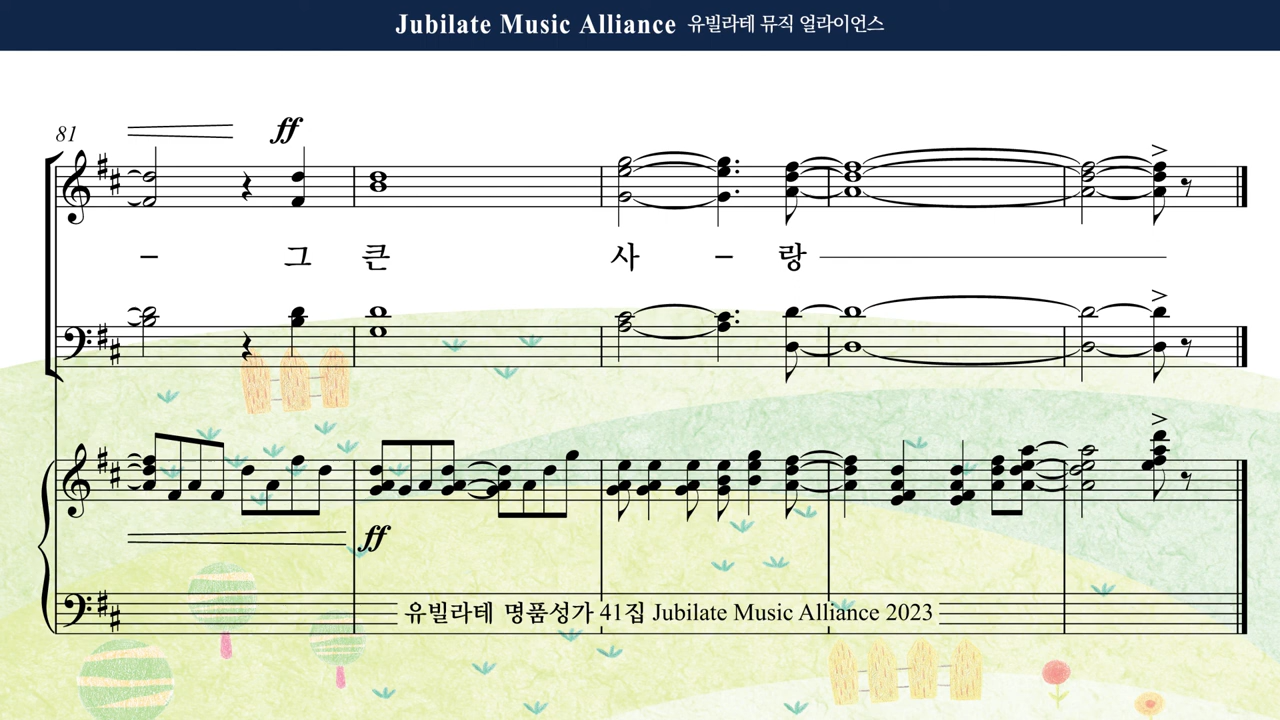 Jubilate Music Alliance 유빌라테 뮤직 얼라이언스
81
ff
- 그 큰 사 - 랑
ff
유빌라테 명품성가 41집 Jubilate Music Alliance 2023